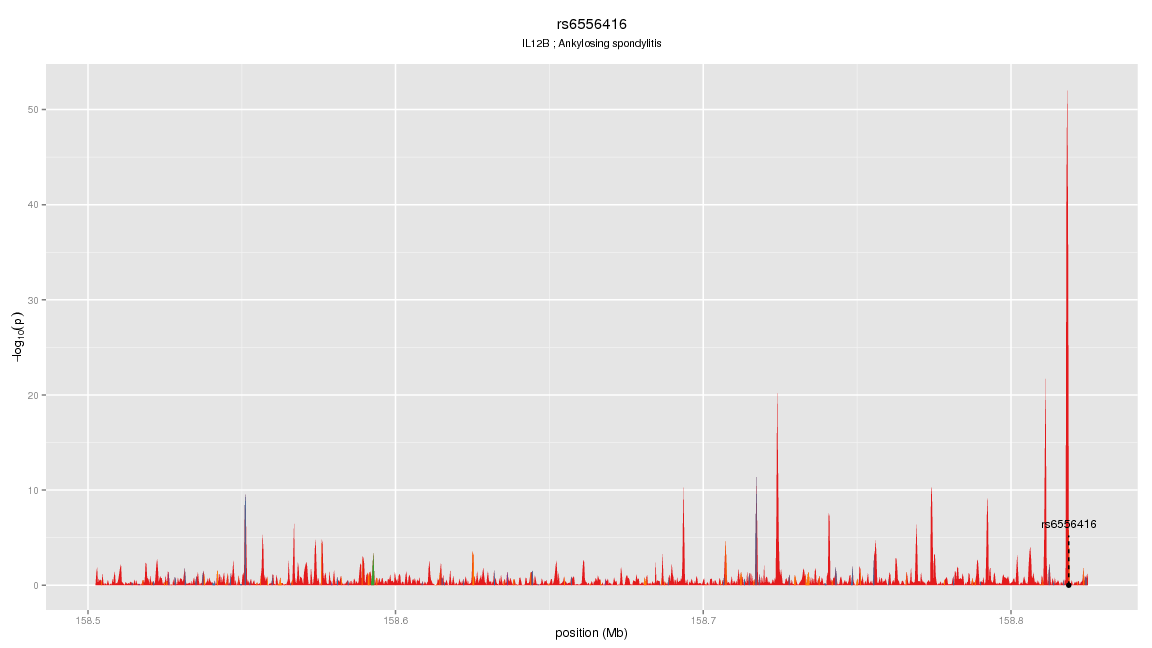 rs6556416
IL12B ; Ankylosing spondylitis
50
40
30
20
10
0
−log10(p)
rs6556416
158.5
158.6
158.7
158.8
position (Mb)